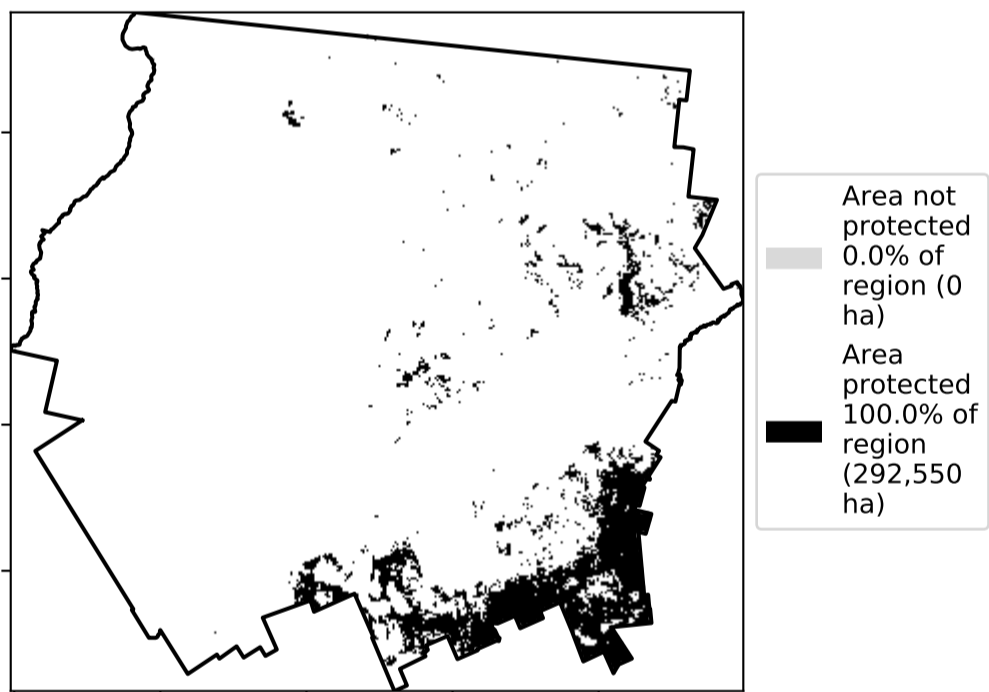 Area not
protected
0.0% of
region (0
ha)
Area
protected
100.0% of
region
(292,550
ha)